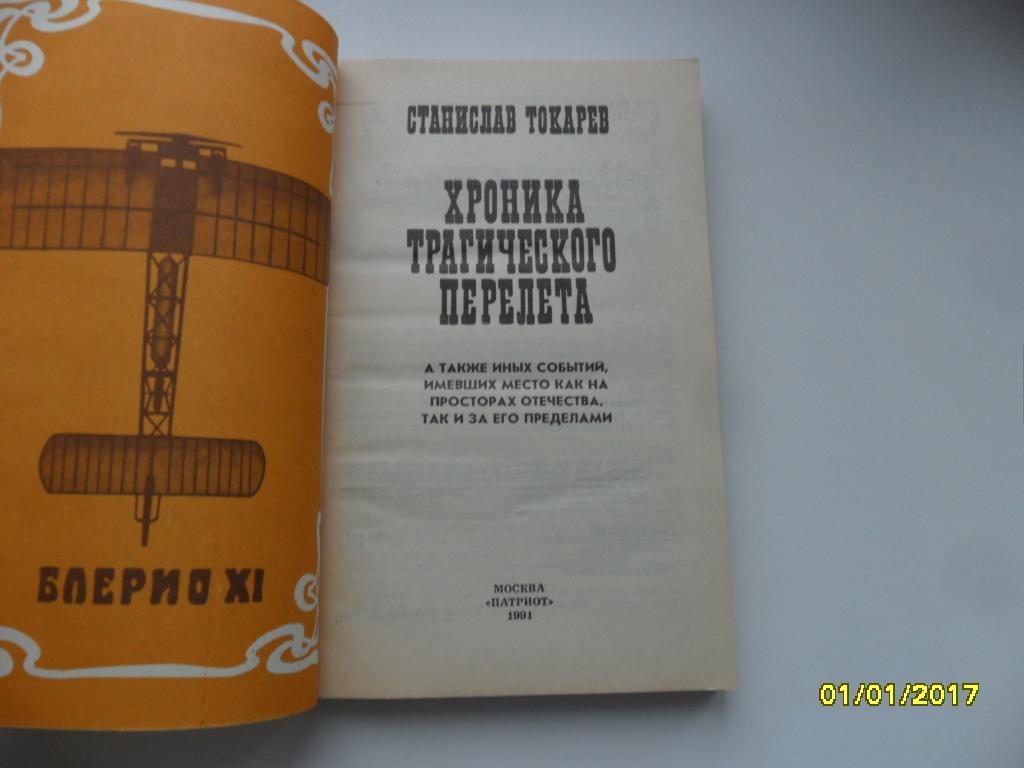 БЛЕРИО XI
СТАНИСЛАВ ТОКАРЕВ
ХРОНИКА
ТРАГИЧЕСКОГО
ПЕРЕЛЕТА
А ТАКЖЕ ИНЫХ СОБЫТИЙ,
ИМЕВШИХ МЕСТО КАК НА
ПРОСТОРАХ ОТЕЧЕСТВА,
ТАК И ЗА ЕГО ПРЕДЕЛАМИ
МОСКВА
«ПАТРИОТ»
1991
01/01/2017